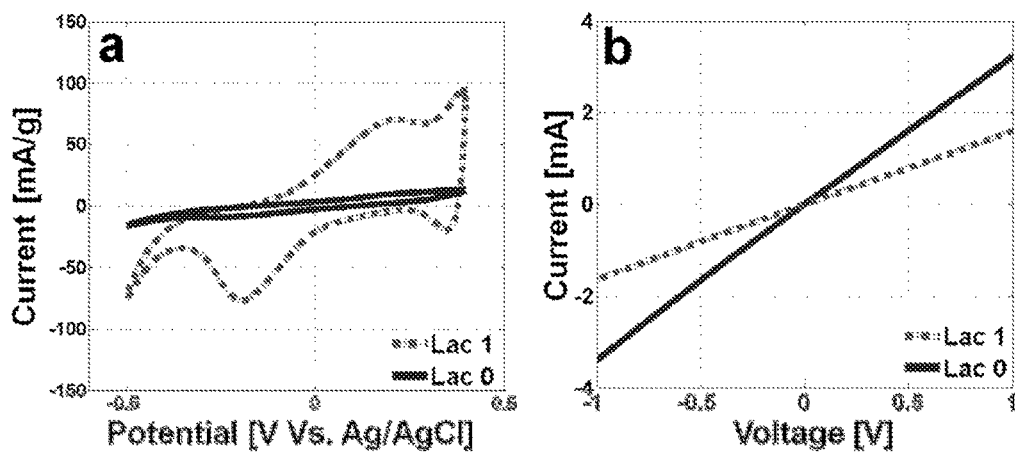 a
150
100
50
0
-50
-100
-150
Current [mA/g]
-0.5
0
0.5
Potential [V Vs. Ag/AgCl]
Lac 1
Lac 0
b
4
2
0
-2
-4
Current [mA]
-1
-0.5
0
0.5
1
Voltage [V]
Lac 1
Lac 0